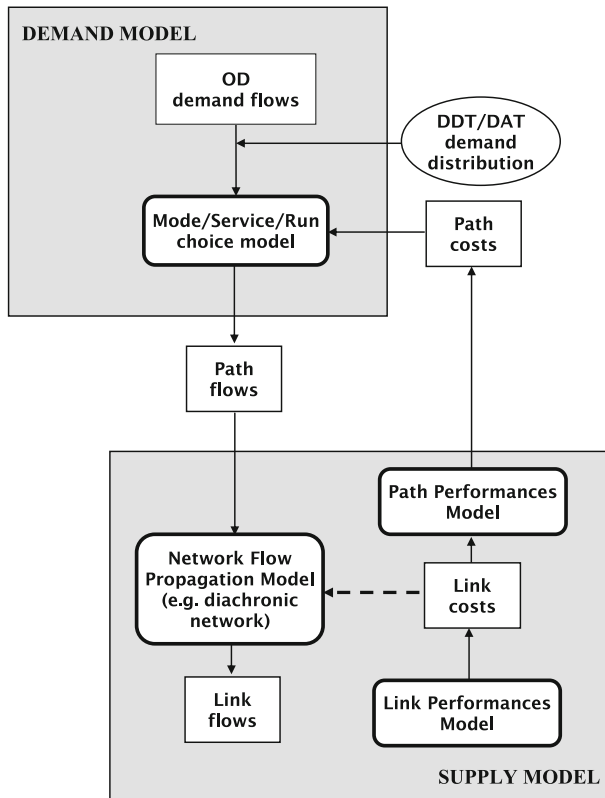 DEMAND MODEL
OD
demand flows
DDT/DAT
demand
distribution
Mode/Service/Run
choice model
Path
costs
Path
flows
Path Performances
Model
Network Flow
Propagation Model
(e.g. diachronic
network)
Link
costs
Link
flows
Link Performances
Model
SUPPLY MODEL